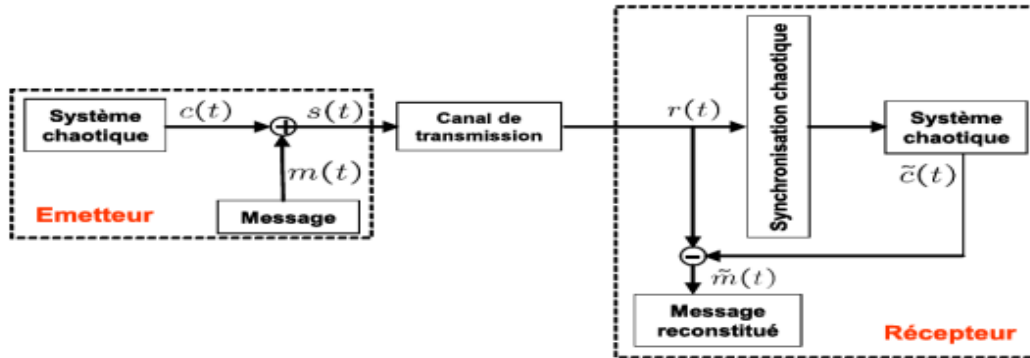 Système
chaotique
c(t)
s(t)
m(t)
Message
Emetteur
Canal de
transmission
r(t)
Synchronisation chaotique
Système
chaotique
c̃(t)
m̃(t)
Message
reconstitué
Récepteur